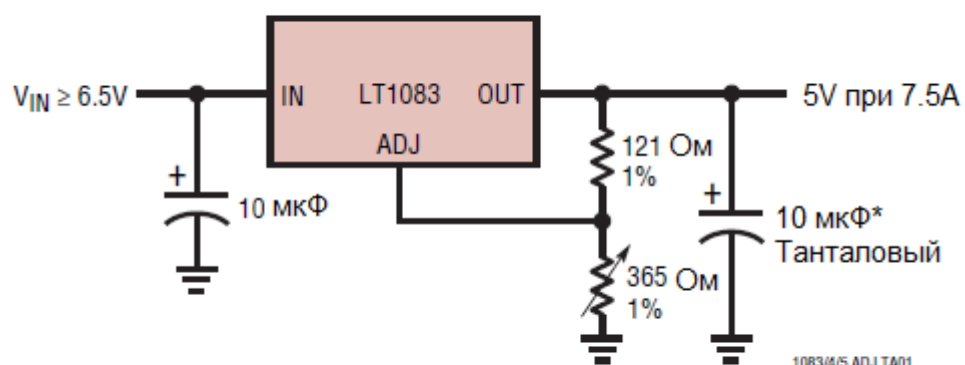 VIN ≥ 6.5V
IN
LT1083
OUT
ADJ
5V при 7.5A
121 Ом
1%
10 мкФ
365 Ом
1%
10 мкФ*
Танталовый
1083/4/5 ADJ TA01